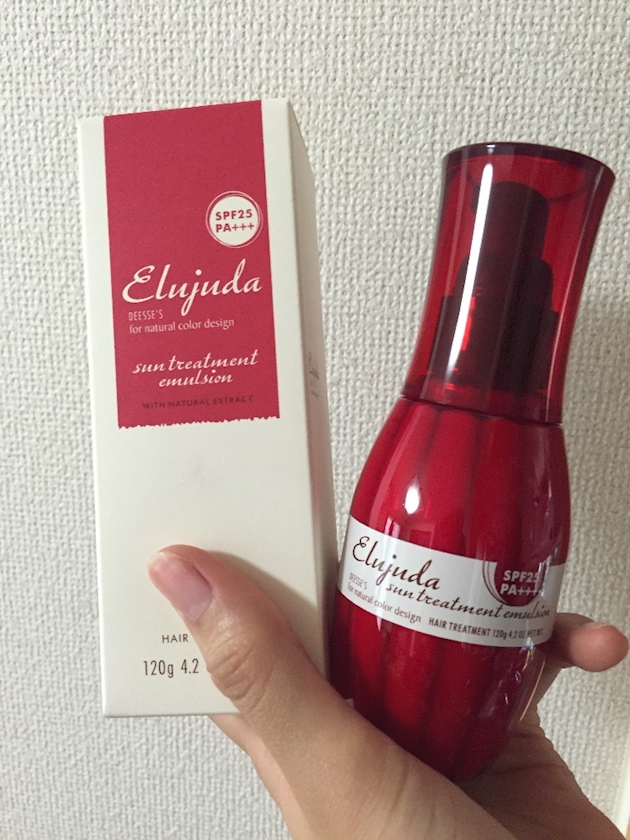 SPF25
PA+++
Elujuda
DEESSE'S
for natural color design
sun treatment
emulsion
WITH NATURAL EXTRACT
HAIR
120g 4.2
Elujuda
SPF25
PA+++
DEESSE'S
sun treatment emulsion
for natural color design
HAIR TREATMENT 120g 4.2 OZ. NET WT.